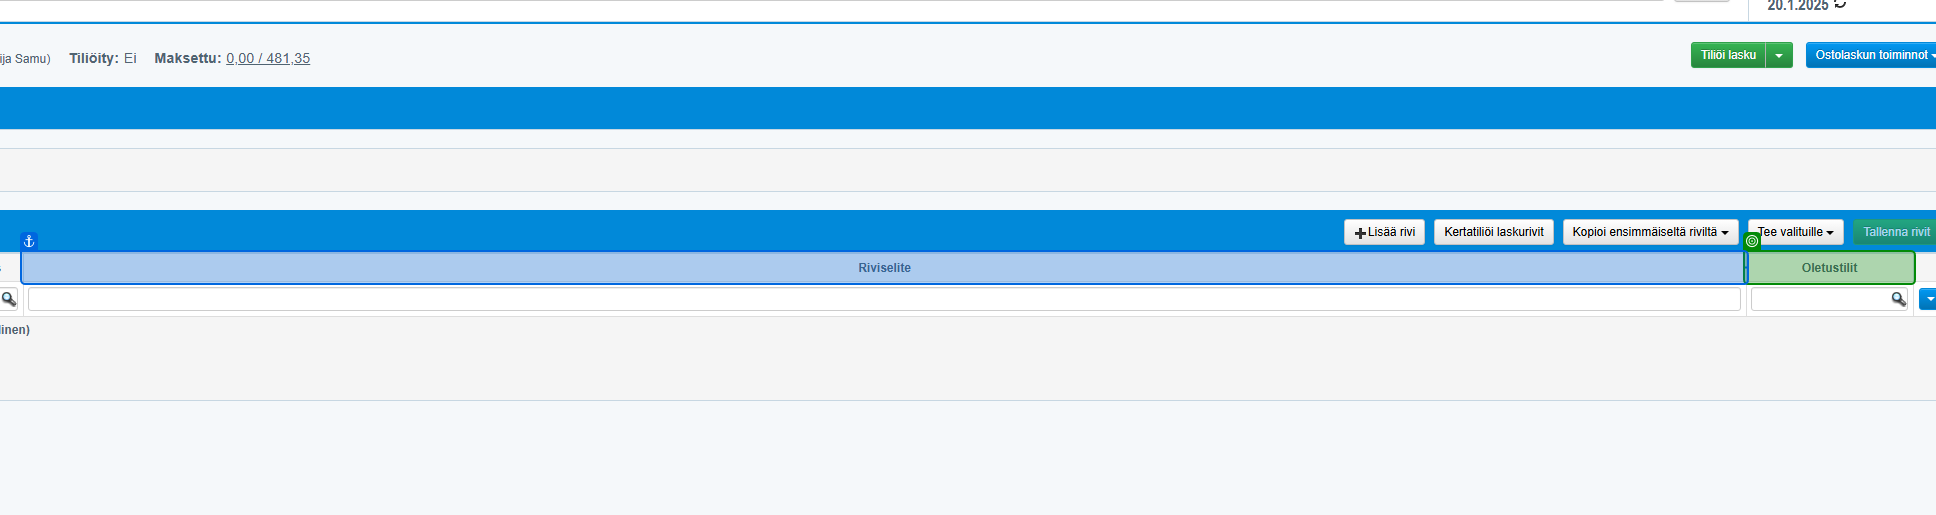 20.1.2025
ija Samu) Tiliöity: Ei Maksettu: 0,00 / 481,35 Tiliöi lasku Ostolaskun toiminnot
Lisää rivi Kertatiliöi laskurivit Kopioi ensimmäiseltä riviltä Tee valituille Tallenna rivit
Riviselite Oletustilit
linen)